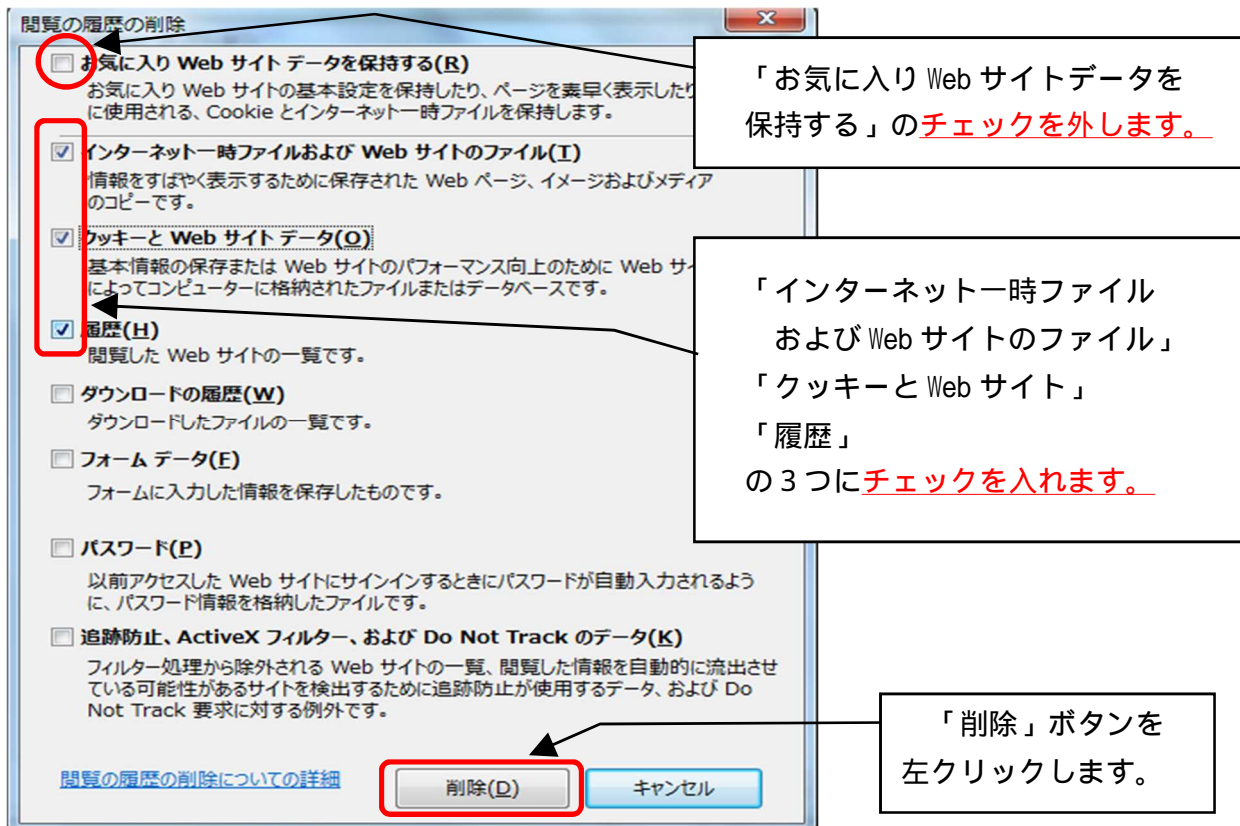 閲覧の履歴の削除
お気に入り Web サイト データを保持する(R)
お気に入り Web サイトの基本設定を保持したり、ページを素早く表示したり
に使用される、Cookie とインターネット一時ファイルを保持します。
インターネット一時ファイルおよび Web サイトのファイル(I)
情報をすばやく表示するために保存された Web ページ、イメージおよびメディア
のコピーです。
クッキーと Web サイト データ(O)
基本情報の保存または Web サイトのパフォーマンス向上のために Web サ
によってコンピューターに格納されたファイルまたはデータベースです。
履歴(H)
閲覧した Web サイトの一覧です。
ダウンロードの履歴(W)
ダウンロードしたファイルの一覧です。
フォーム データ(F)
フォームに入力した情報を保存したものです。
パスワード(P)
以前アクセスした Web サイトにサインインするときにパスワードが自動入力されるよう
に、パスワード情報を格納したファイルです。
追跡防止、ActiveX フィルター、および Do Not Track のデータ(K)
フィルター処理から除外される Web サイトの一覧、閲覧した情報を自動的に流出させ
ている可能性があるサイトを検出するために追跡防止が使用するデータ、および Do
Not Track 要求に対する例外です。
閲覧の履歴の削除についての詳細
削除(D)
キャンセル
「お気に入り Web サイトデータを
保持する」のチェックを外します。
「インターネット一時ファイル
および Web サイトのファイル」
「クッキーと Web サイト」
「履歴」
の3つにチェックを入れます。
「削除」ボタンを
左クリックします。